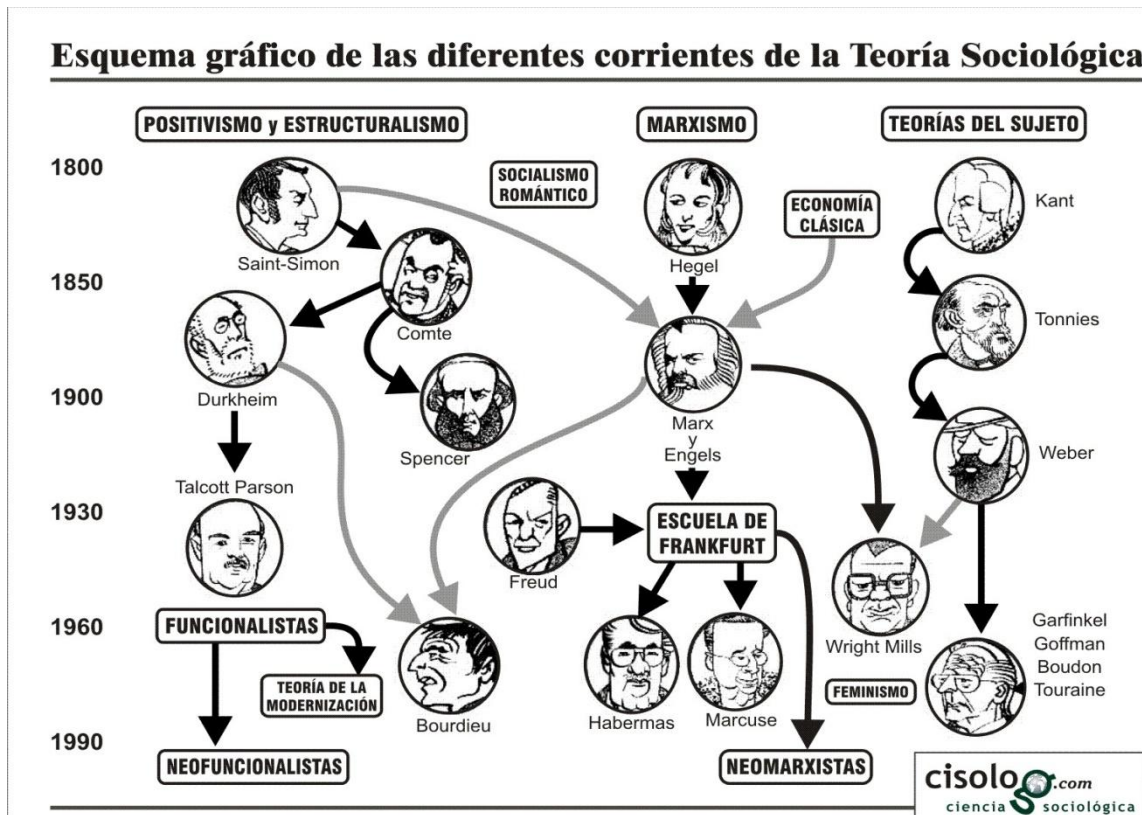 Esquema gráfico de las diferentes corrientes de la Teoría Sociológica
POSITIVISMO y ESTRUCTURALISMO
MARXISMO
TEORÍAS DEL SUJETO
1800
SOCIALISMO
ROMÁNTICO
ECONOMÍA
CLÁSICA
Kant
Saint-Simon
Hegel
1850
Comte
Tonnies
1900
Durkheim
Spencer
Marx
y
Engels
Weber
Talcott Parson
1930
ESCUELA DE
FRANKFURT
Freud
1960
FUNCIONALISTAS
Wright Mills
Garfinkel
Goffman
Boudon
Touraine
TEORÍA DE LA
MODERNIZACIÓN
Bourdieu
Habermas
Marcuse
FEMINISMO
1990
NEOFUNCIONALISTAS
NEOMARXISTAS
cisolog.com
ciencia sociológica